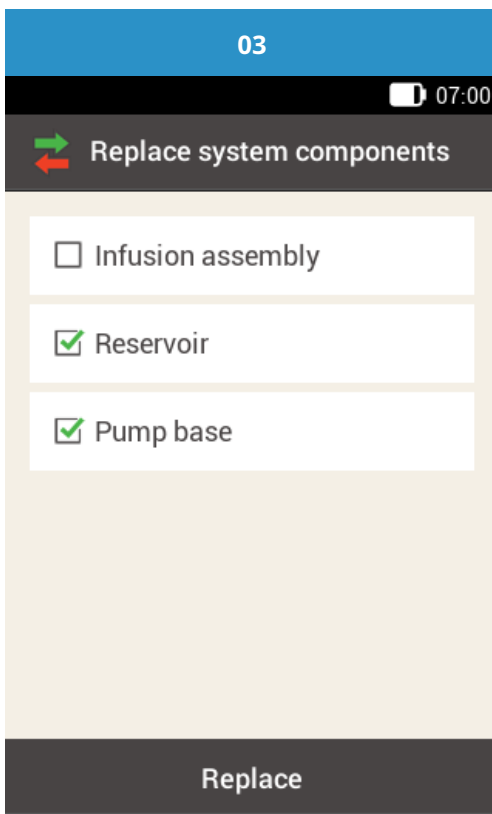 03
07:00
Replace system components
Infusion assembly
Reservoir
Pump base
Replace